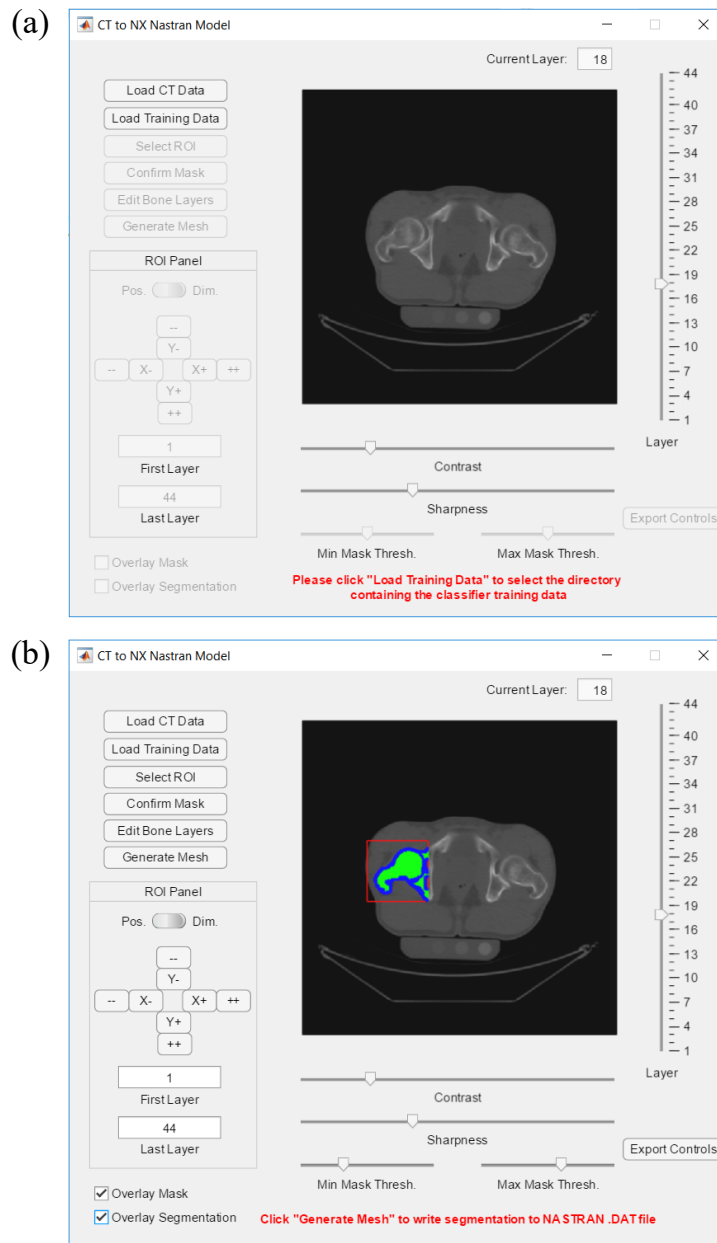 (a)
CT to NX Nastran Model
Current Layer: 18
Load CT Data
Load Training Data
Select ROI
Confirm Mask
Edit Bone Layers
Generate Mesh
ROI Panel
Pos. Dim.
--
Y-
-- X- X+ ++
Y+
++
1
First Layer
44
Last Layer
Overlay Mask
Overlay Segmentation
44
40
37
34
31
28
25
22
19
16
13
10
7
4
1
Layer
Contrast
Sharpness
Min Mask Thresh. Max Mask Thresh.
Export Controls
Please click "Load Training Data" to select the directory
containing the classifier training data
(b)
CT to NX Nastran Model
Current Layer: 18
Load CT Data
Load Training Data
Select ROI
Confirm Mask
Edit Bone Layers
Generate Mesh
ROI Panel
Pos. Dim.
--
Y-
-- X- X+ ++
Y+
++
1
First Layer
44
Last Layer
Overlay Mask
Overlay Segmentation
44
40
37
34
31
28
25
22
19
16
13
10
7
4
1
Layer
Contrast
Sharpness
Min Mask Thresh. Max Mask Thresh.
Export Controls
Click "Generate Mesh" to write segmentation to NASTRAN .DAT file